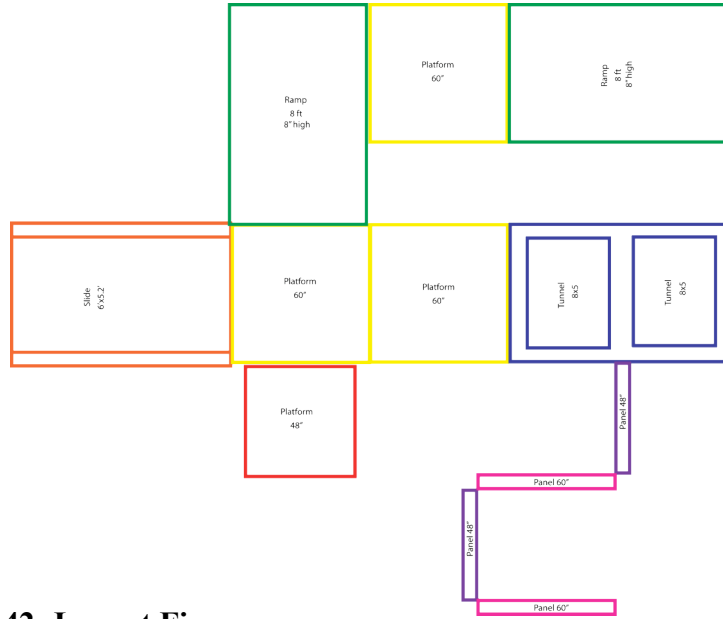 Platform
60"
Ramp
8 ft
8" high
Ramp
8 ft
8" high
Platform
60"
Platform
60"
Slide
6'x5.2'
Tunnel
8x5
Tunnel
8x5
Platform
48"
Panel 48"
Panel 60"
Panel 48"
Panel 60"